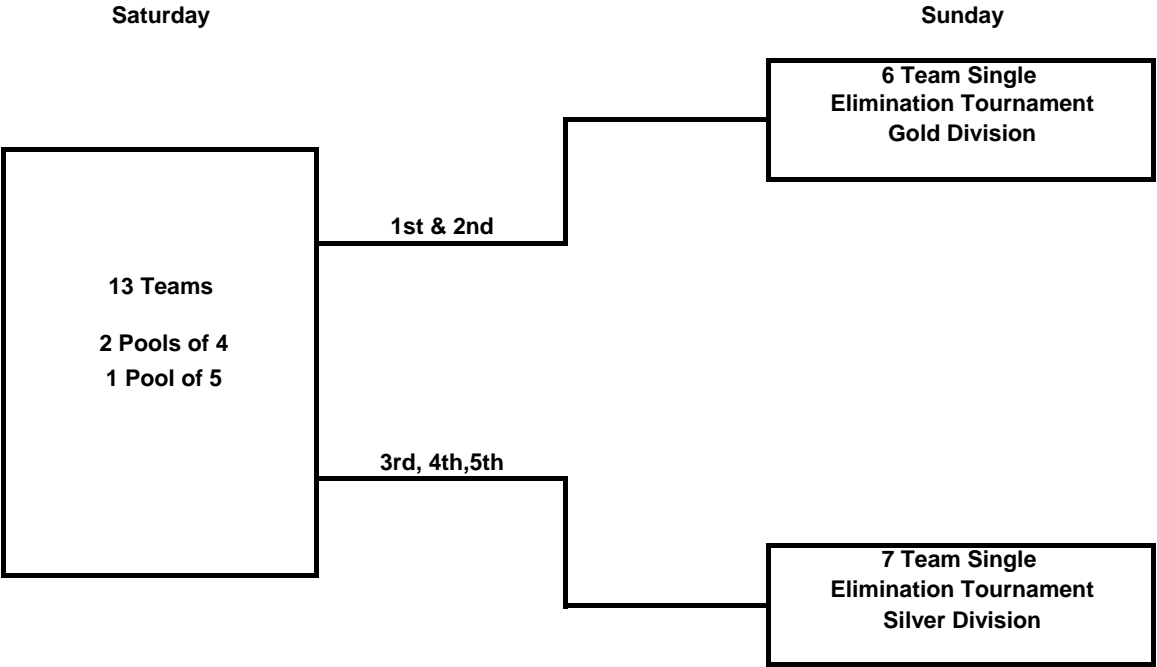 Saturday
Sunday
6 Team Single
Elimination Tournament
Gold Division
1st & 2nd
13 Teams
2 Pools of 4
1 Pool of 5
3rd, 4th,5th
7 Team Single
Elimination Tournament
Silver Division